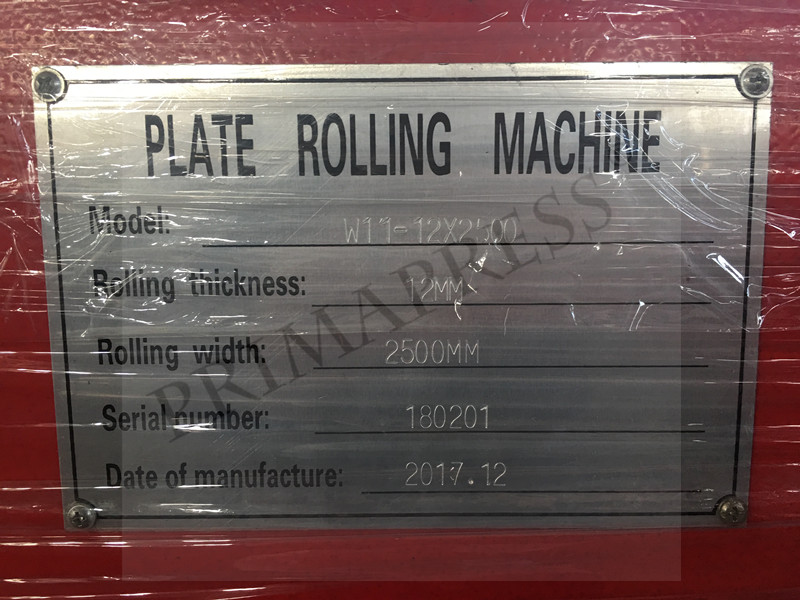 PLATE ROLLING MACHINE
Model: W11-12X2500
Rolling thickness: 12MM
Rolling width: 2500MM
Serial number: 180201
Date of manufacture: 2017.12
PRIMAPRESS